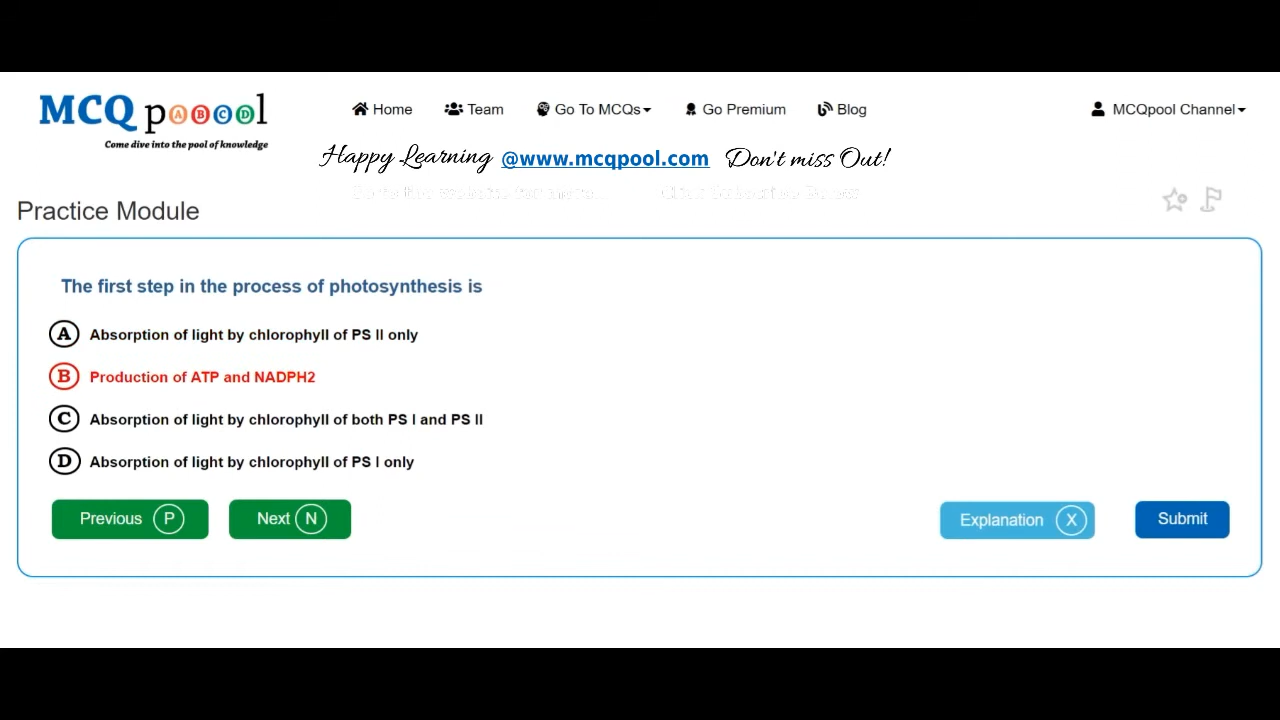 MCQ pABCDl
Come dive into the pool of knowledge
Home Team Go To MCQs Go Premium Blog MCQpool Channel
Happy Learning @www.mcqpool.com Don't miss Out!
Practice Module
The first step in the process of photosynthesis is
A Absorption of light by chlorophyll of PS II only
B Production of ATP and NADPH2
C Absorption of light by chlorophyll of both PS I and PS II
D Absorption of light by chlorophyll of PS I only
Previous P Next N Explanation X Submit